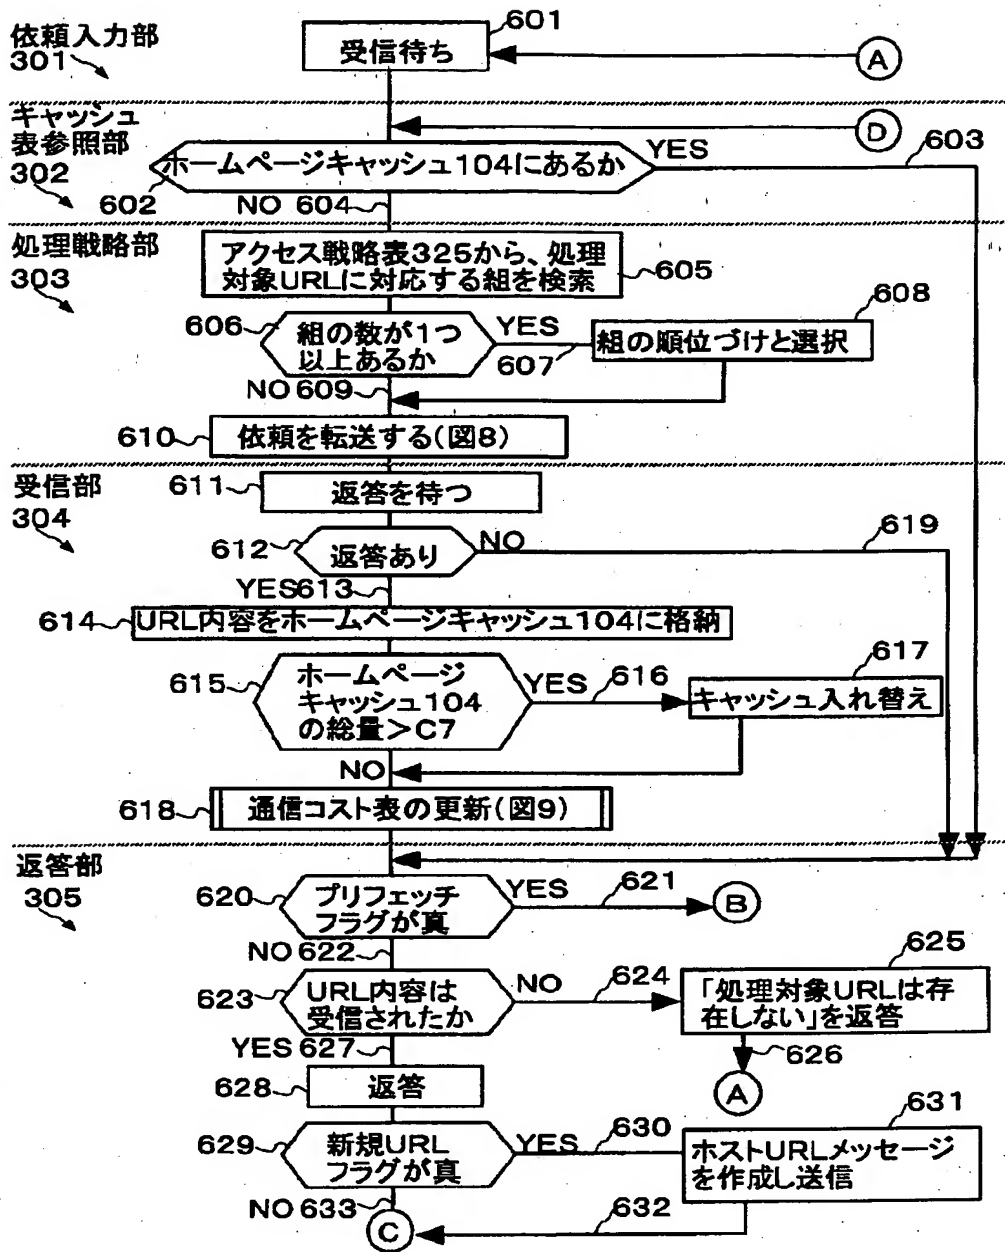 依頼入力部
301
601
受信待ち
A
キャッシュ
表参照部
302
D
ホームページキャッシュ104にあるか
YES
603
602
NO 604
処理戦略部
303
アクセス戦略表325から、処理
対象URLに対応する組を検索
605
606
組の数が1つ
以上あるか
YES
607
608
組の順位づけと選択
NO 609
610
依頼を転送する(図8)
受信部
304
611
返答を待つ
612
返答あり
NO
619
YES613
614
URL内容をホームページキャッシュ104に格納
615
ホームページ
キャッシュ104
の総量>C7
YES
616
617
キャッシュ入れ替え
NO
618
通信コスト表の更新(図9)
返答部
305
620
プリフェッチ
フラグが真
YES
621
B
NO 622
623
URL内容は
受信されたか
NO
624
625
「処理対象URLは存
在しない」を返答
626
A
YES 627
628
返答
629
新規URL
フラグが真
YES
630
631
ホストURLメッセージ
を作成し送信
632
NO 633
C